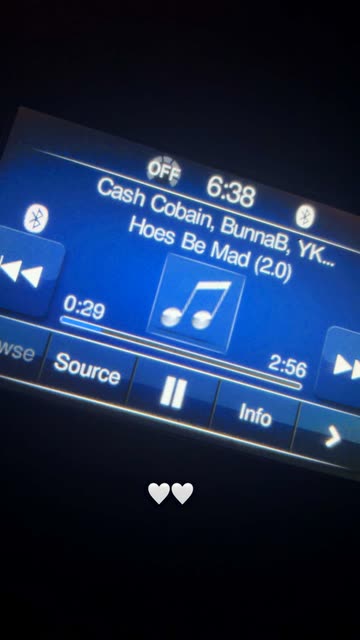 OFF
6:38
Cash Cobain, BunnaB, YK...
Hoes Be Mad (2.0)
0:29
2:56
wse
Source
Info